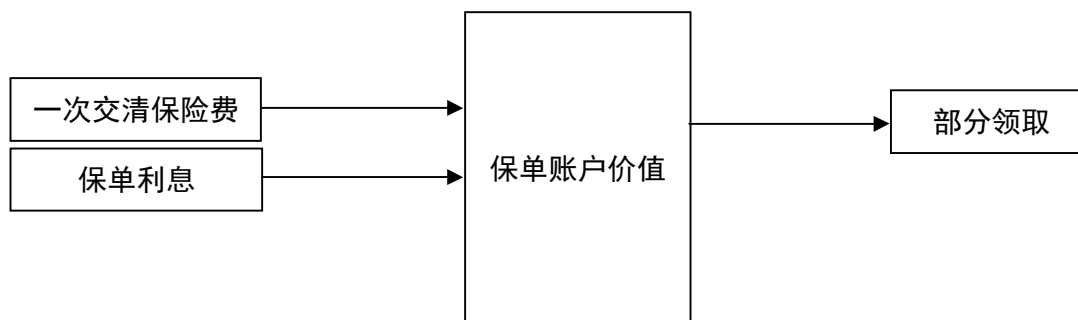 一次交清保险费
保单利息
保单账户价值
部分领取